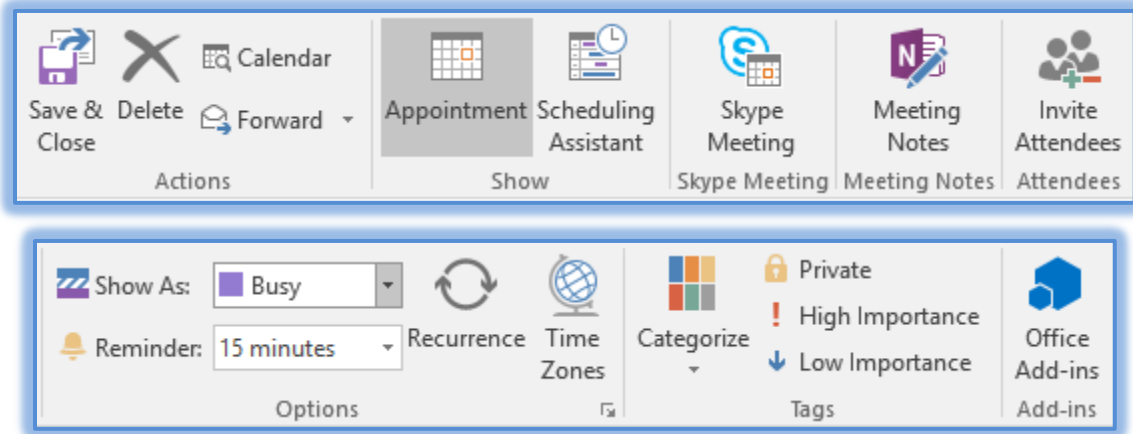 Save & Close
Delete
Calendar
Forward
Appointment
Scheduling Assistant
Skype Meeting
Meeting Notes
Invite Attendees
Actions
Show
Skype Meeting
Meeting Notes
Attendees
Show As:
Busy
Reminder:
15 minutes
Recurrence
Time Zones
Categorize
Private
High Importance
Low Importance
Office Add-ins
Options
Tags
Add-ins